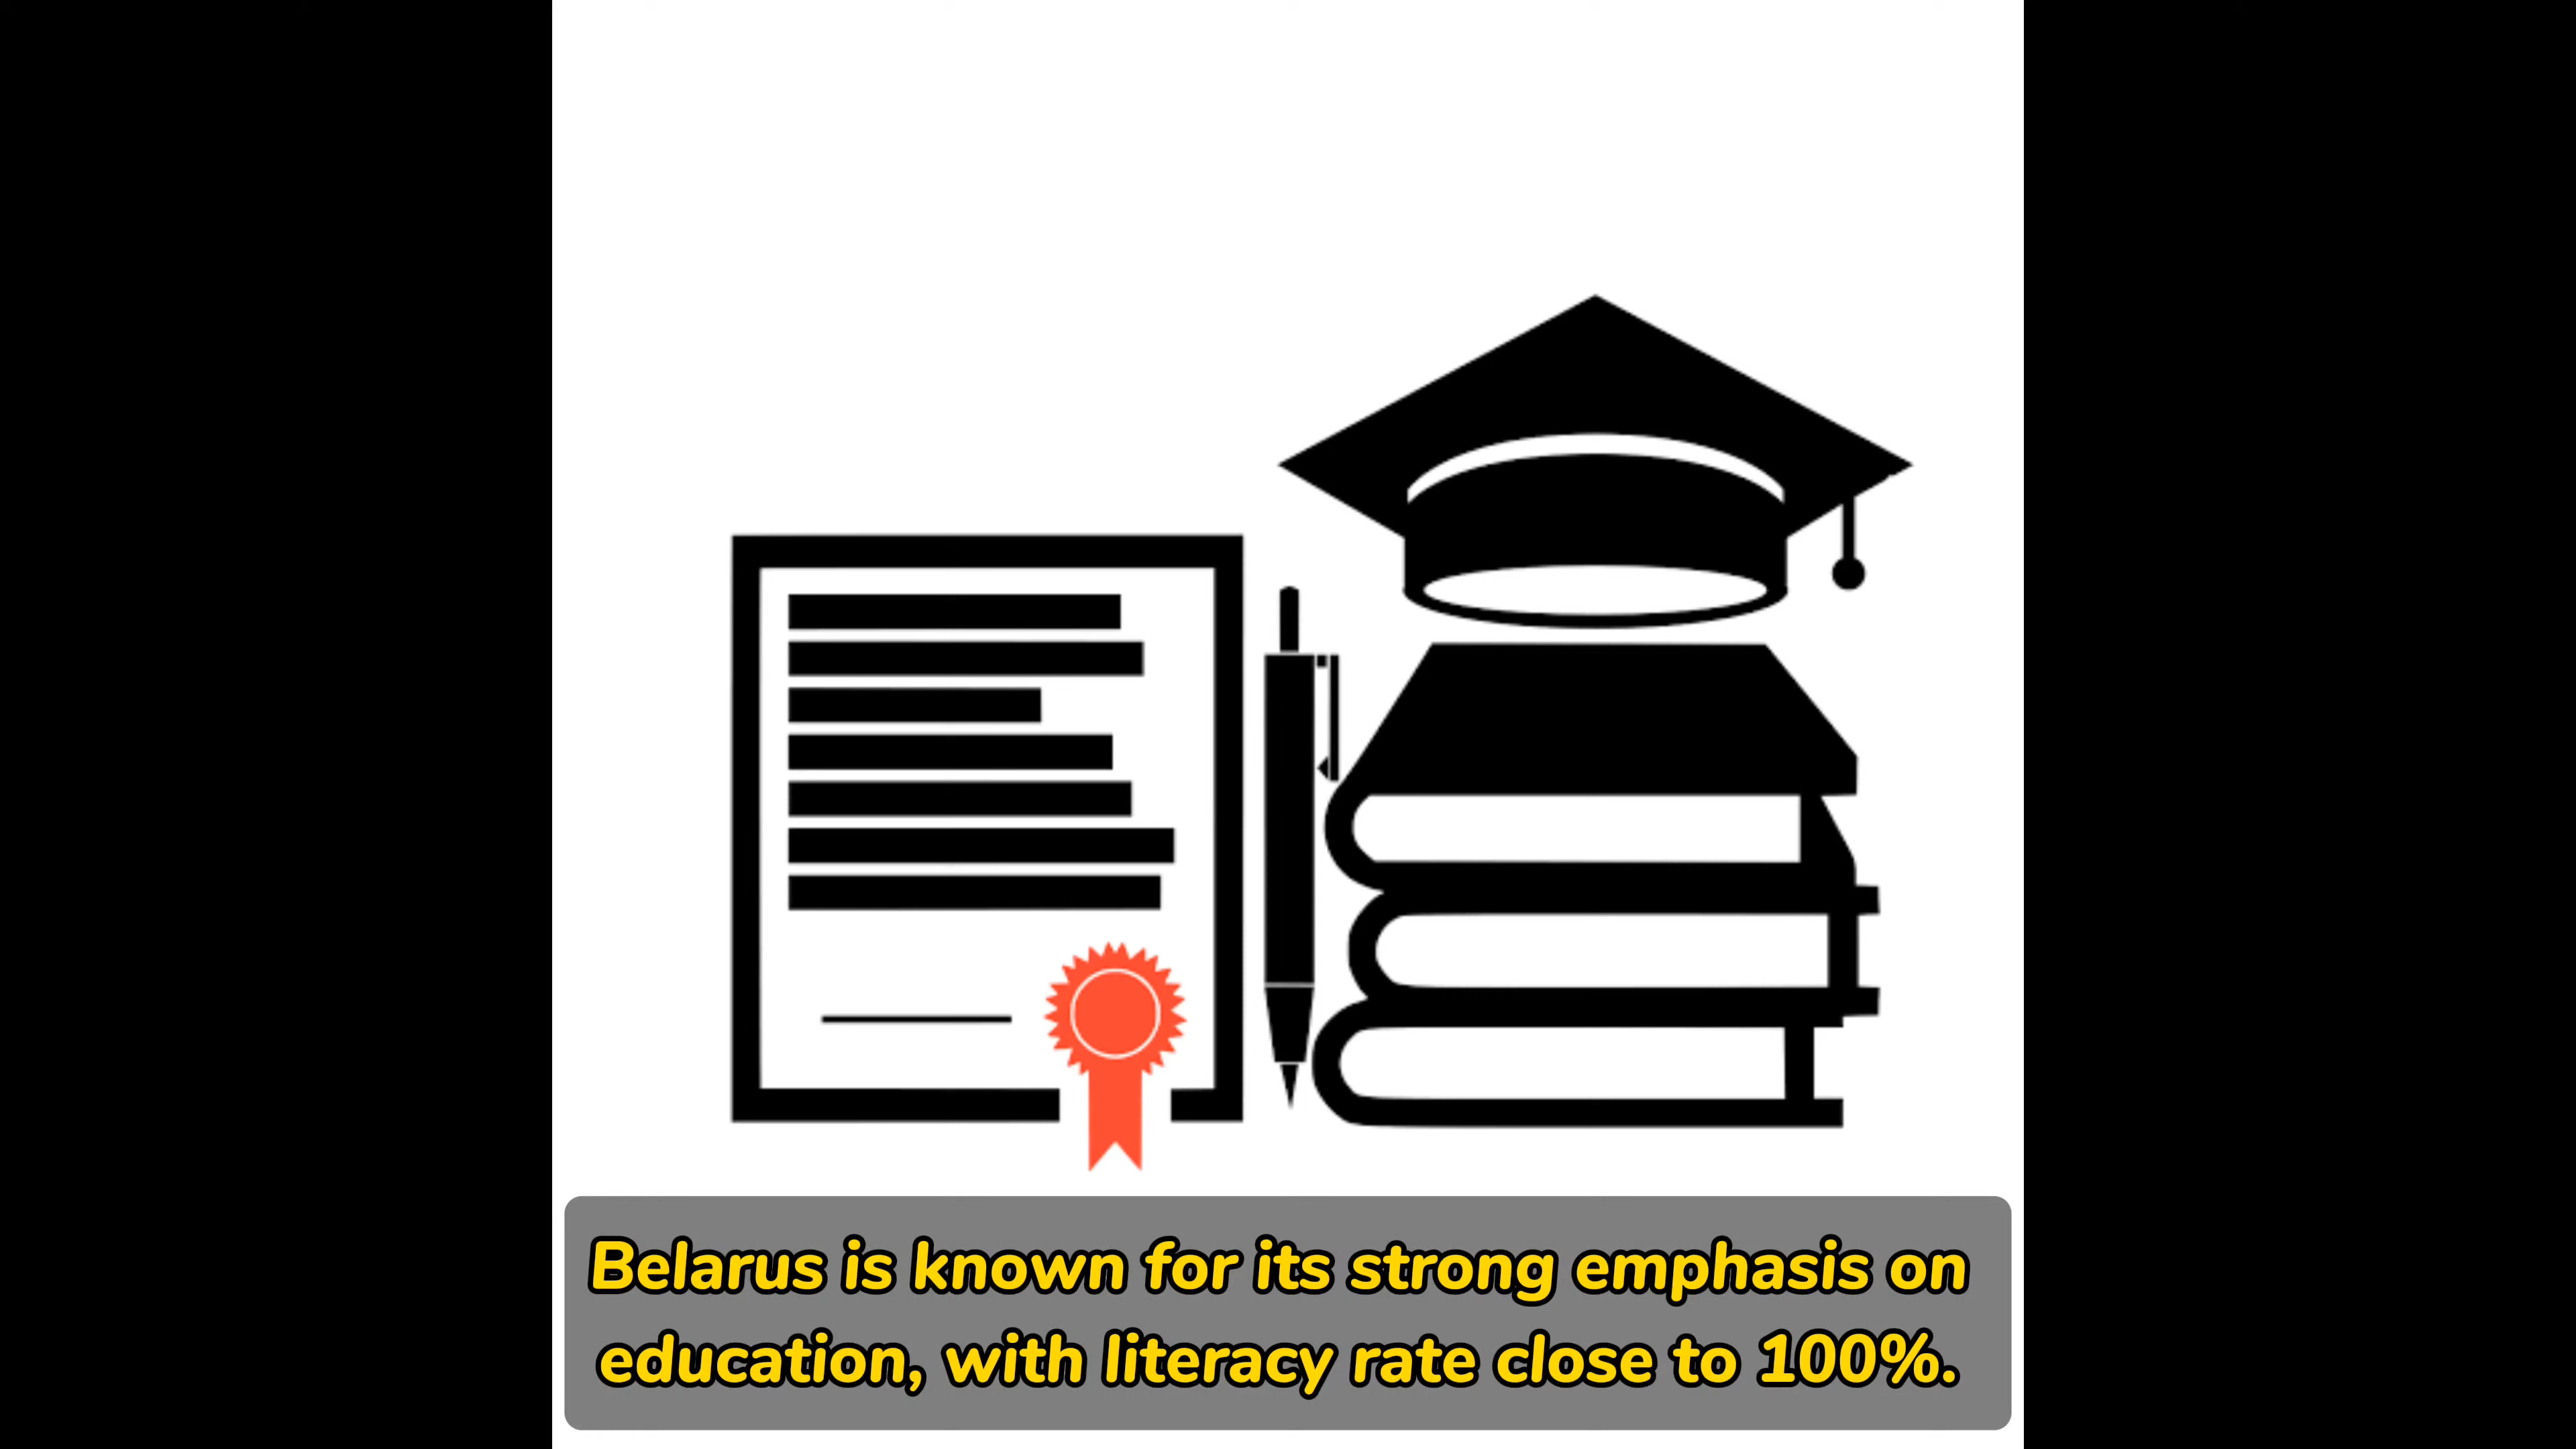 Belarus is known for its strong emphasis on
education, with literacy rate close to 100%.